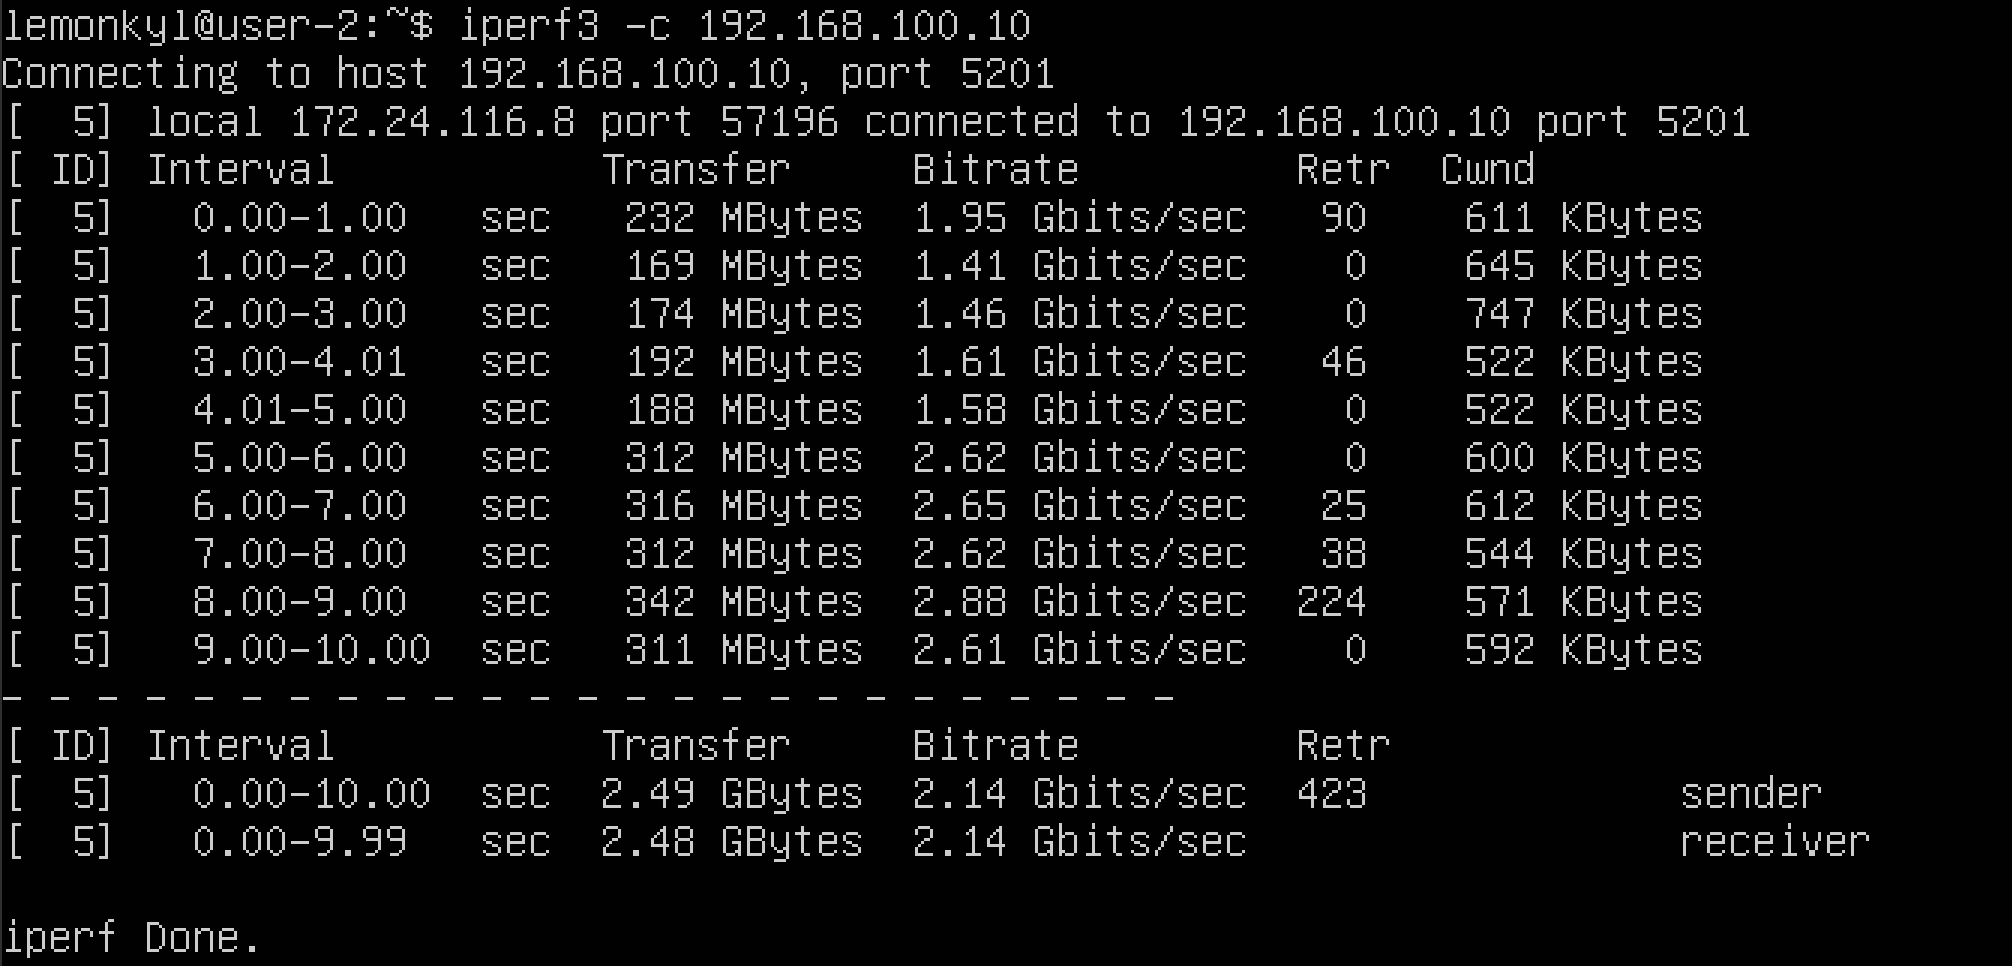 lemonkyl@user-2:~$ iperf3 -c 192.168.100.10
Connecting to host 192.168.100.10, port 5201
[  5] local 172.24.116.8 port 57196 connected to 192.168.100.10 port 5201
[ ID] Interval           Transfer     Bitrate         Retr  Cwnd
[  5]   0.00-1.00   sec   232 MBytes  1.95 Gbits/sec   90    611 KBytes
[  5]   1.00-2.00   sec   169 MBytes  1.41 Gbits/sec    0    645 KBytes
[  5]   2.00-3.00   sec   174 MBytes  1.46 Gbits/sec    0    747 KBytes
[  5]   3.00-4.01   sec   192 MBytes  1.61 Gbits/sec   46    522 KBytes
[  5]   4.01-5.00   sec   188 MBytes  1.58 Gbits/sec    0    522 KBytes
[  5]   5.00-6.00   sec   312 MBytes  2.62 Gbits/sec    0    600 KBytes
[  5]   6.00-7.00   sec   316 MBytes  2.65 Gbits/sec   25    612 KBytes
[  5]   7.00-8.00   sec   312 MBytes  2.62 Gbits/sec   38    544 KBytes
[  5]   8.00-9.00   sec   342 MBytes  2.88 Gbits/sec  224    571 KBytes
[  5]   9.00-10.00  sec   311 MBytes  2.61 Gbits/sec    0    592 KBytes
- - - - - - - - - - - - - - - - - - - - - - - - -
[ ID] Interval           Transfer     Bitrate         Retr
[  5]   0.00-10.00  sec  2.49 GBytes  2.14 Gbits/sec  423             sender
[  5]   0.00-9.99   sec  2.48 GBytes  2.14 Gbits/sec                  receiver
iperf Done.